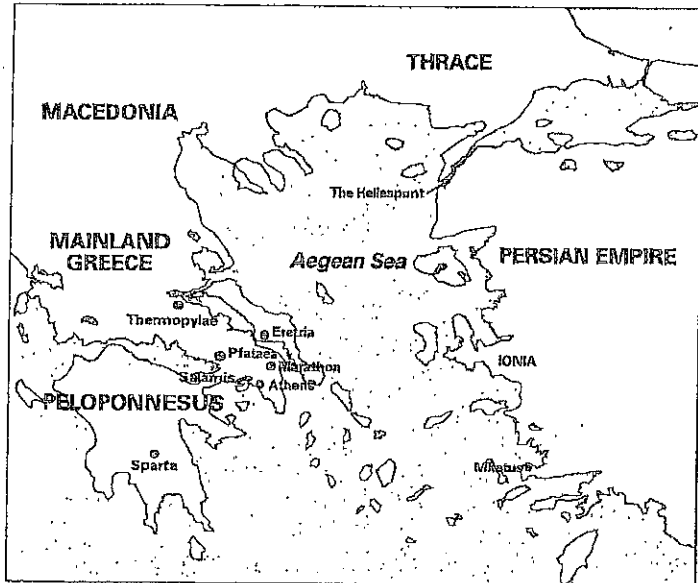 THRACE
MACEDONIA
The Hellespont
MAINLAND
GREECE
Aegean Sea
PERSIAN EMPIRE
Thermopylae
Eretria
Plataea
IONIA
Marathon
Salamis
Athens
PELOPONNESUS
Sparta